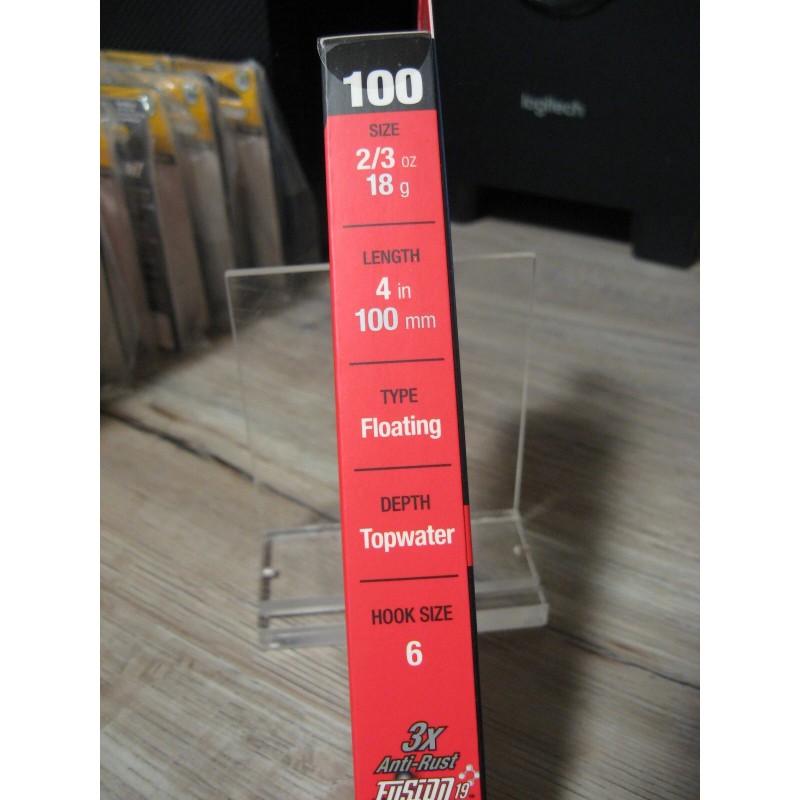 100
SIZE
2/3 oz
18 g
LENGTH
4 in
100 mm
TYPE
Floating
DEPTH
Topwater
HOOK SIZE
6
3x
Anti-Rust
Fusion19
logitech